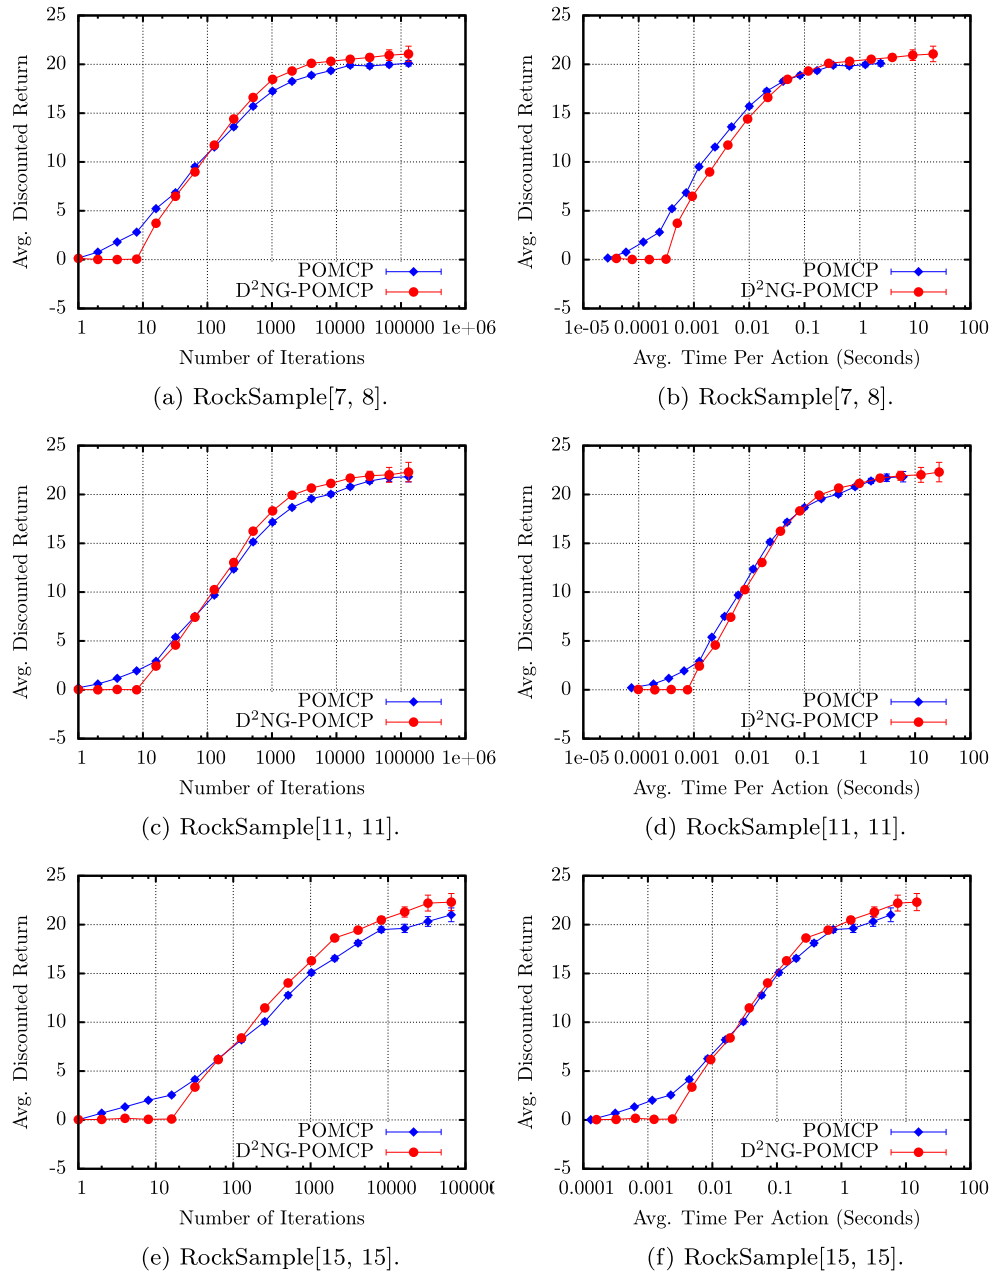 25
20
15
10
5
0
-5
Avg. Discounted Return
POMCP
D²NG-POMCP
1 10 100 1000 10000 100000 1e+06
Number of Iterations
(a) RockSample[7, 8].
25
20
15
10
5
0
-5
Avg. Discounted Return
POMCP
D²NG-POMCP
1e-05 0.0001 0.001 0.01 0.1 1 10 100
Avg. Time Per Action (Seconds)
(b) RockSample[7, 8].
25
20
15
10
5
0
-5
Avg. Discounted Return
POMCP
D²NG-POMCP
1 10 100 1000 10000 100000 1e+06
Number of Iterations
(c) RockSample[11, 11].
25
20
15
10
5
0
-5
Avg. Discounted Return
POMCP
D²NG-POMCP
1e-05 0.0001 0.001 0.01 0.1 1 10 100
Avg. Time Per Action (Seconds)
(d) RockSample[11, 11].
25
20
15
10
5
0
-5
Avg. Discounted Return
POMCP
D²NG-POMCP
1 10 100 1000 10000 100000
Number of Iterations
(e) RockSample[15, 15].
25
20
15
10
5
0
-5
Avg. Discounted Return
POMCP
D²NG-POMCP
0.0001 0.001 0.01 0.1 1 10 100
Avg. Time Per Action (Seconds)
(f) RockSample[15, 15].